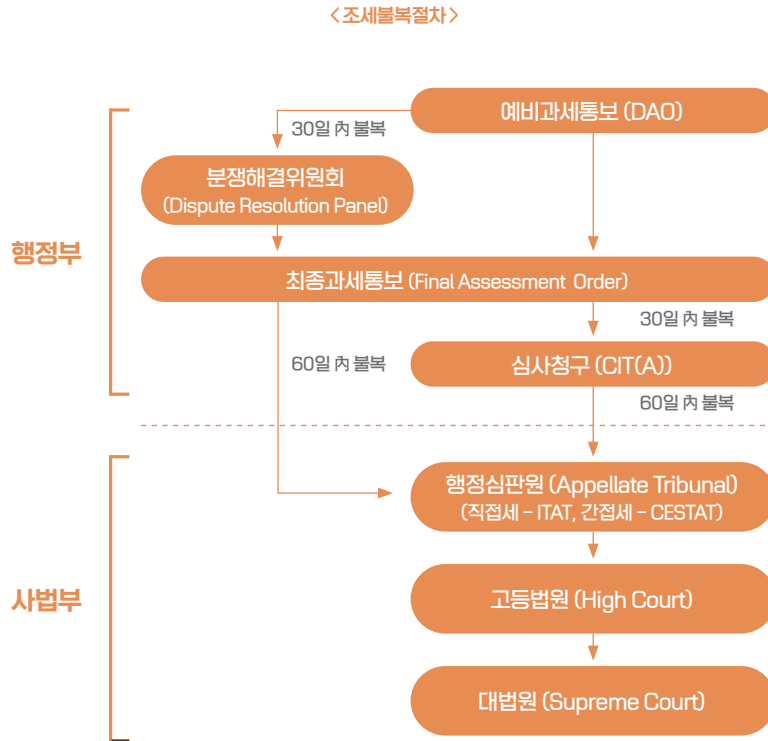 <조세불복절차>
예비과세통보 (DAO)
30일 內 불복
분쟁해결위원회
(Dispute Resolution Panel)
행정부
최종과세통보 (Final Assessment Order)
30일 內 불복
60일 內 불복
심사청구 (CIT(A))
60일 內 불복
행정심판원 (Appellate Tribunal)
(직접세 - ITAT, 간접세 - CESTAT)
사법부
고등법원 (High Court)
대법원 (Supreme Court)